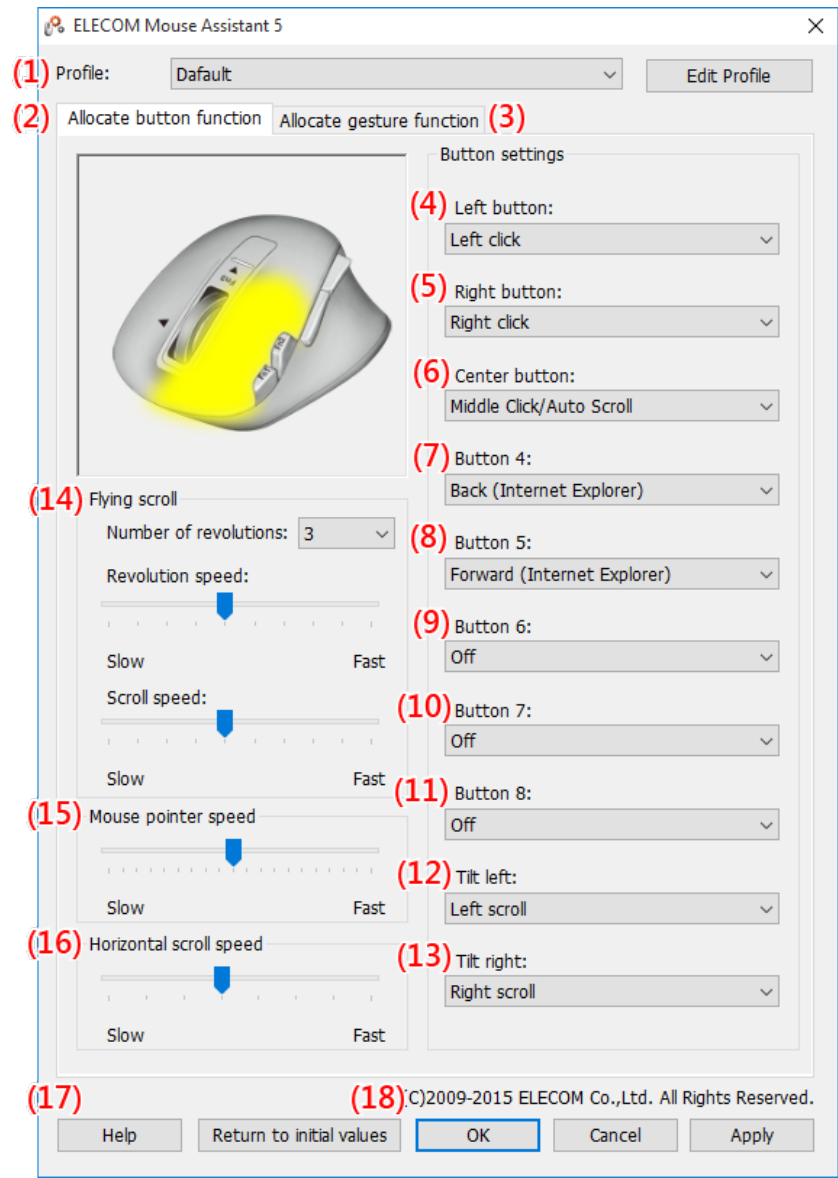 ELECOM Mouse Assistant 5
(1) Profile: Dafault Edit Profile
(2) Allocate button function Allocate gesture function (3)
Button settings
(4) Left button:
Left click
(5) Right button:
Right click
(6) Center button:
Middle Click/Auto Scroll
(7) Button 4:
Back (Internet Explorer)
(8) Button 5:
Forward (Internet Explorer)
(9) Button 6:
Off
(10) Button 7:
Off
(11) Button 8:
Off
(12) Tilt left:
Left scroll
(13) Tilt right:
Right scroll
Fn3
Fn2
Fn1
(14) Flying scroll
Number of revolutions: 3
Revolution speed:
Slow Fast
Scroll speed:
Slow Fast
(15) Mouse pointer speed
Slow Fast
(16) Horizontal scroll speed
Slow Fast
(17) (18) (C)2009-2015 ELECOM Co.,Ltd. All Rights Reserved.
Help Return to initial values OK Cancel Apply